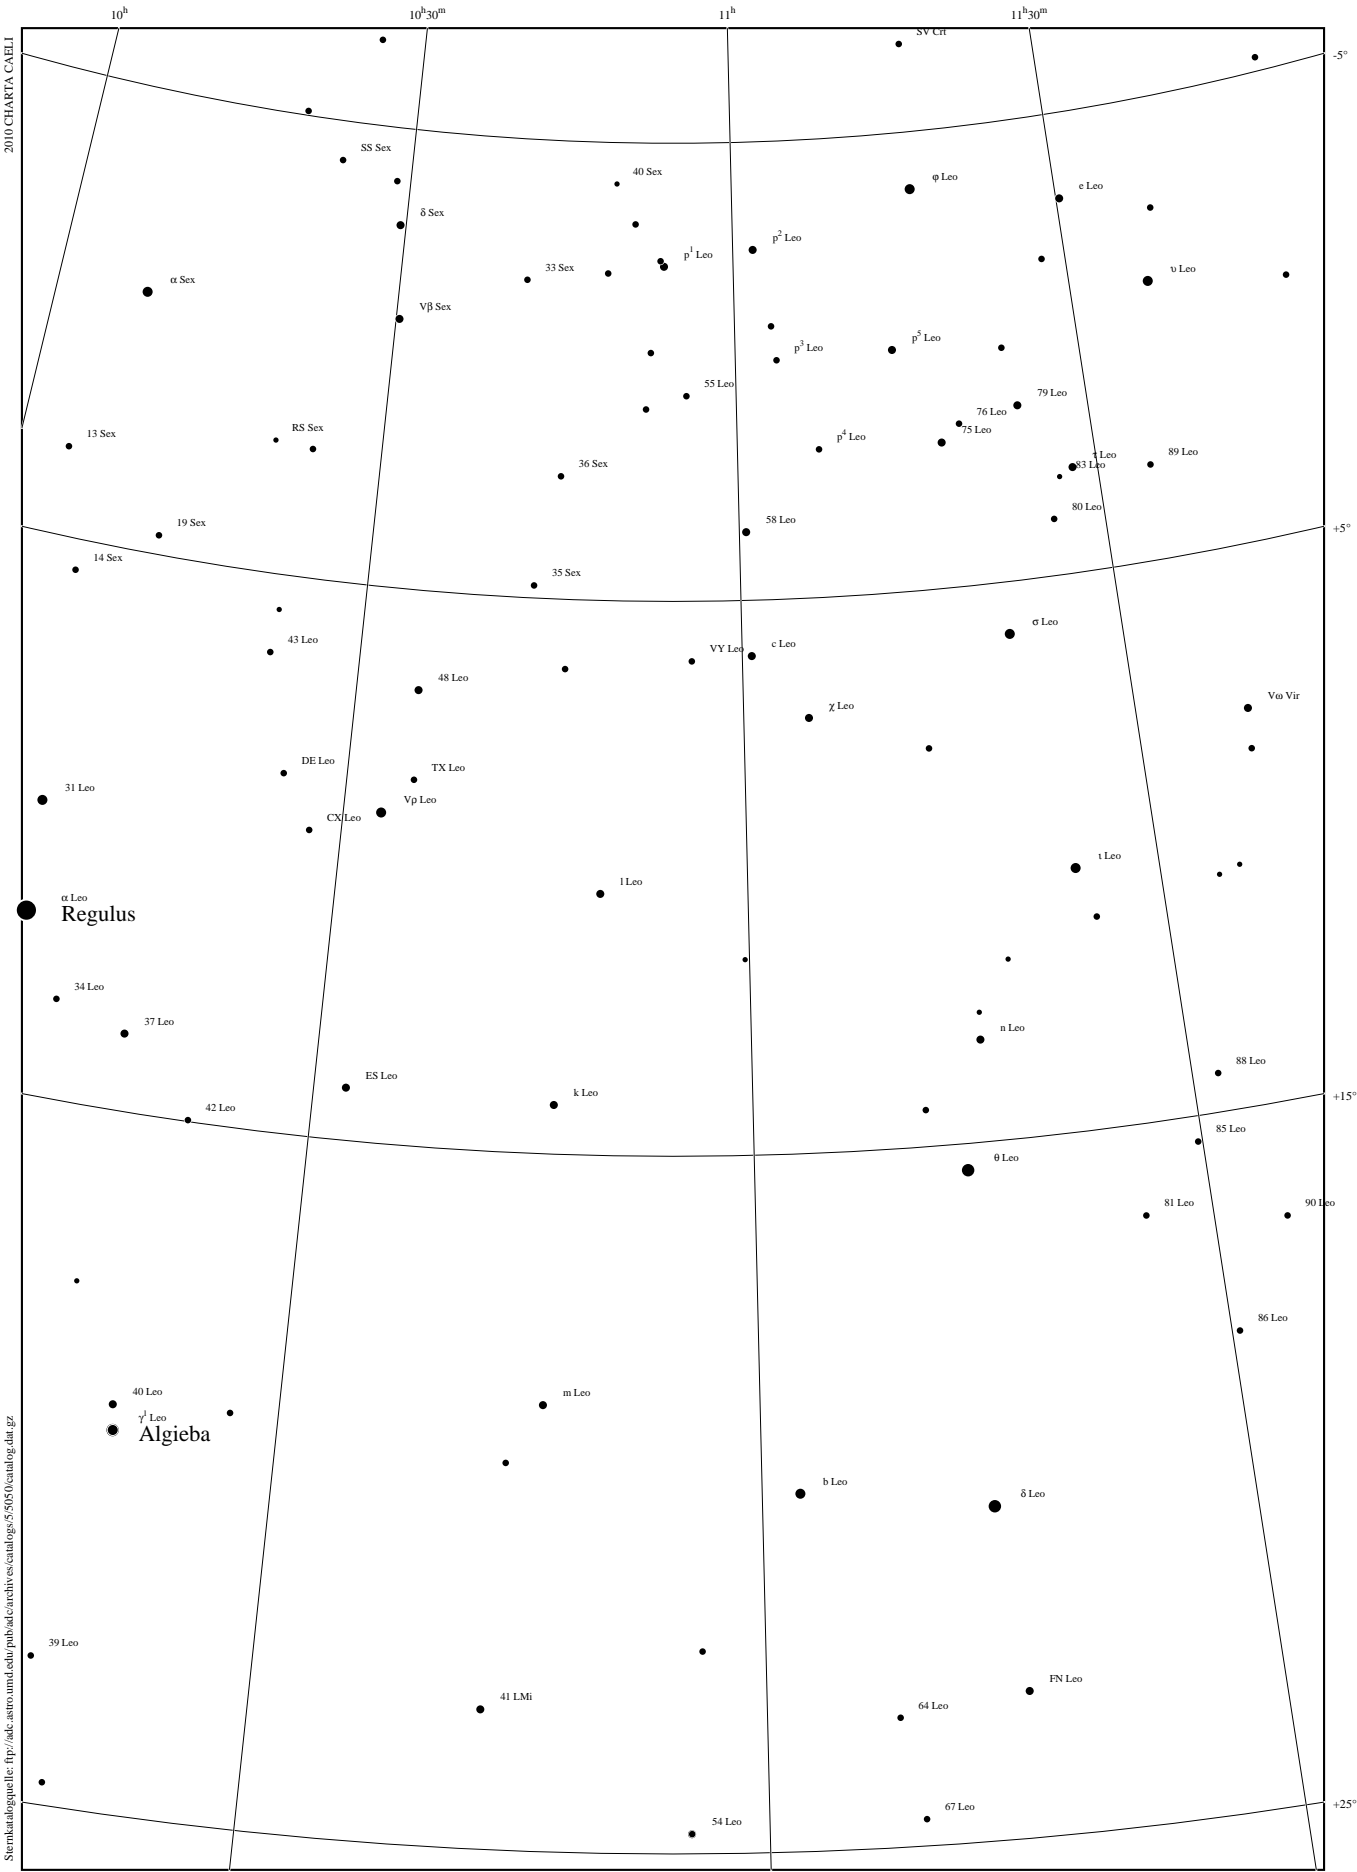 10h
10h30m
11h
11h30m
2010 CHARTA CAELI
SV Crt
-5°
SS Sex
40 Sex
φ Leo
e Leo
δ Sex
p2 Leo
p1 Leo
33 Sex
υ Leo
α Sex
Vβ Sex
p5 Leo
p3 Leo
55 Leo
79 Leo
76 Leo
RS Sex
75 Leo
13 Sex
p4 Leo
τ Leo
89 Leo
36 Sex
83 Leo
80 Leo
58 Leo
19 Sex
+5°
14 Sex
35 Sex
σ Leo
43 Leo
VY Leo
c Leo
48 Leo
Vω Vir
χ Leo
DE Leo
TX Leo
31 Leo
Vρ Leo
CX Leo
ι Leo
l Leo
α Leo
Regulus
34 Leo
37 Leo
n Leo
88 Leo
ES Leo
k Leo
+15°
42 Leo
85 Leo
θ Leo
81 Leo
90 Leo
86 Leo
40 Leo
m Leo
γ1 Leo
Algieba
b Leo
δ Leo
39 Leo
FN Leo
41 LMi
64 Leo
+25°
67 Leo
54 Leo
Sternkatalogquelle: ftp://adc.astro.umd.edu/pub/adc/archives/catalogs/5/5050/catalog.dat.gz